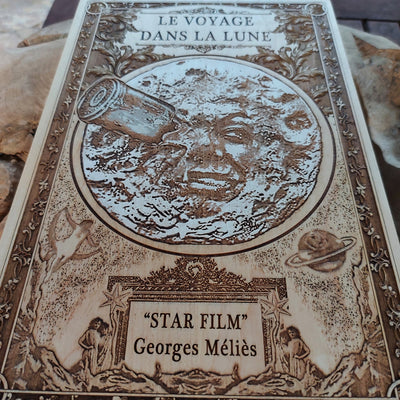 LE VOYAGE
DANS LA LUNE
"STAR FILM"
Georges Méliès